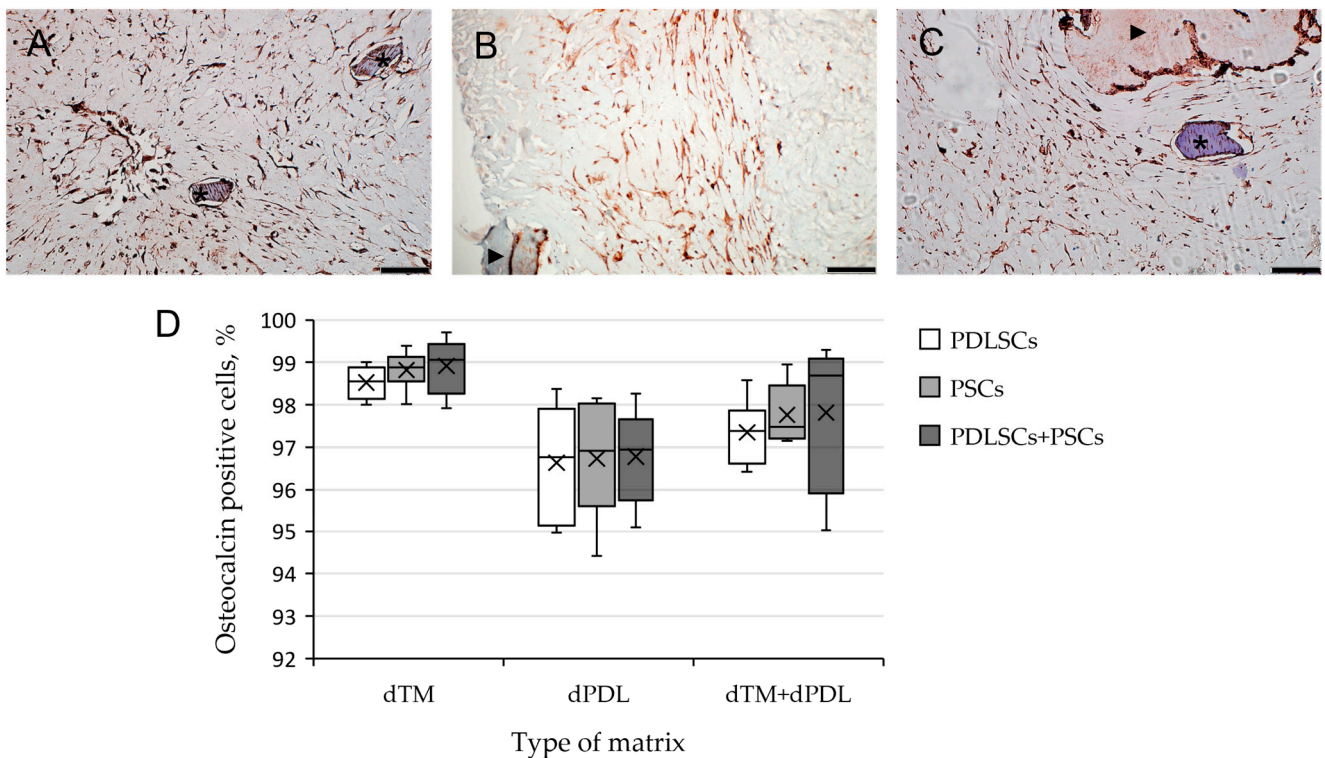 A
B
C
*
*
*
D
Osteocalcin positive cells, %
100
99
98
97
96
95
94
93
92
dTM
dPDL
dTM+dPDL
Type of matrix
PDLSCs
PSCs
PDLSCs+PSCs